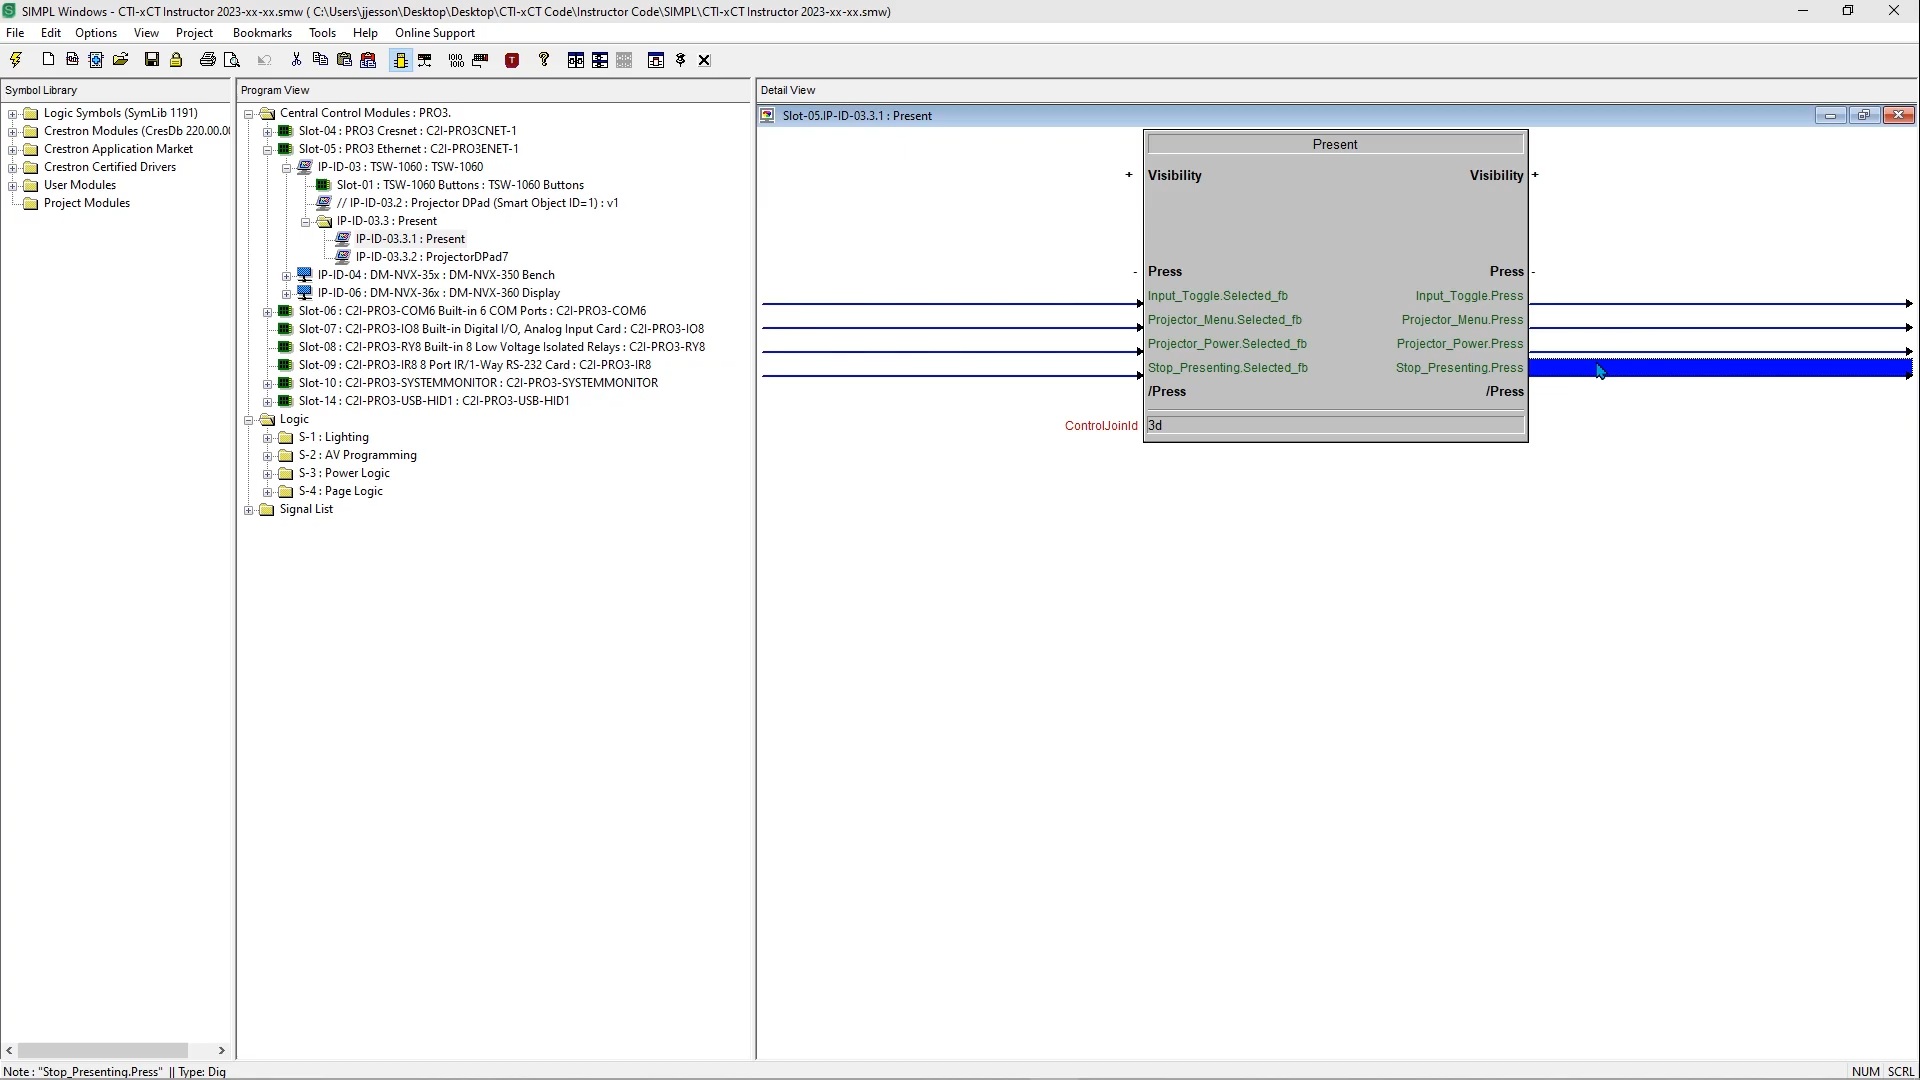 SIMPL Windows - CTI-xCT Instructor 2023-xx-xx.smw ( C:\Users\jjesson\Desktop\Desktop\CTI-xCT Code\Instructor Code\SIMPL\CTI-xCT Instructor 2023-xx-xx.smw)
File Edit Options View Project Bookmarks Tools Help Online Support
Symbol Library
Logic Symbols (SymLib 1191)
Crestron Modules (CresDb 220.00.00
Crestron Application Market
Crestron Certified Drivers
User Modules
Project Modules
Program View
Central Control Modules : PRO3.
Slot-04 : PRO3 Cresnet : C2I-PRO3CNET-1
Slot-05 : PRO3 Ethernet : C2I-PRO3ENET-1
IP-ID-03 : TSW-1060 : TSW-1060
Slot-01 : TSW-1060 Buttons : TSW-1060 Buttons
// IP-ID-03.2 : Projector DPad (Smart Object ID=1) : v1
IP-ID-03.3 : Present
IP-ID-03.3.1 : Present
IP-ID-03.3.2 : ProjectorDPad7
IP-ID-04 : DM-NVX-35x : DM-NVX-350 Bench
IP-ID-06 : DM-NVX-36x : DM-NVX-360 Display
Slot-06 : C2I-PRO3-COM6 Built-in 6 COM Ports : C2I-PRO3-COM6
Slot-07 : C2I-PRO3-IO8 Built-in Digital I/O, Analog Input Card : C2I-PRO3-IO8
Slot-08 : C2I-PRO3-RY8 Built-in 8 Low Voltage Isolated Relays : C2I-PRO3-RY8
Slot-09 : C2I-PRO3-IR8 8 Port IR/1-Way RS-232 Card : C2I-PRO3-IR8
Slot-10 : C2I-PRO3-SYSTEMMONITOR : C2I-PRO3-SYSTEMMONITOR
Slot-14 : C2I-PRO3-USB-HID1 : C2I-PRO3-USB-HID1
Logic
S-1 : Lighting
S-2 : AV Programming
S-3 : Power Logic
S-4 : Page Logic
Signal List
Detail View
Slot-05.IP-ID-03.3.1 : Present
Present
+ Visibility Visibility +
- Press Press -
Input_Toggle.Selected_fb Input_Toggle.Press
Projector_Menu.Selected_fb Projector_Menu.Press
Projector_Power.Selected_fb Projector_Power.Press
Stop_Presenting.Selected_fb Stop_Presenting.Press
/Press /Press
ControlJoinId 3d
Note : "Stop_Presenting.Press" || Type: Dig
NUM SCRL